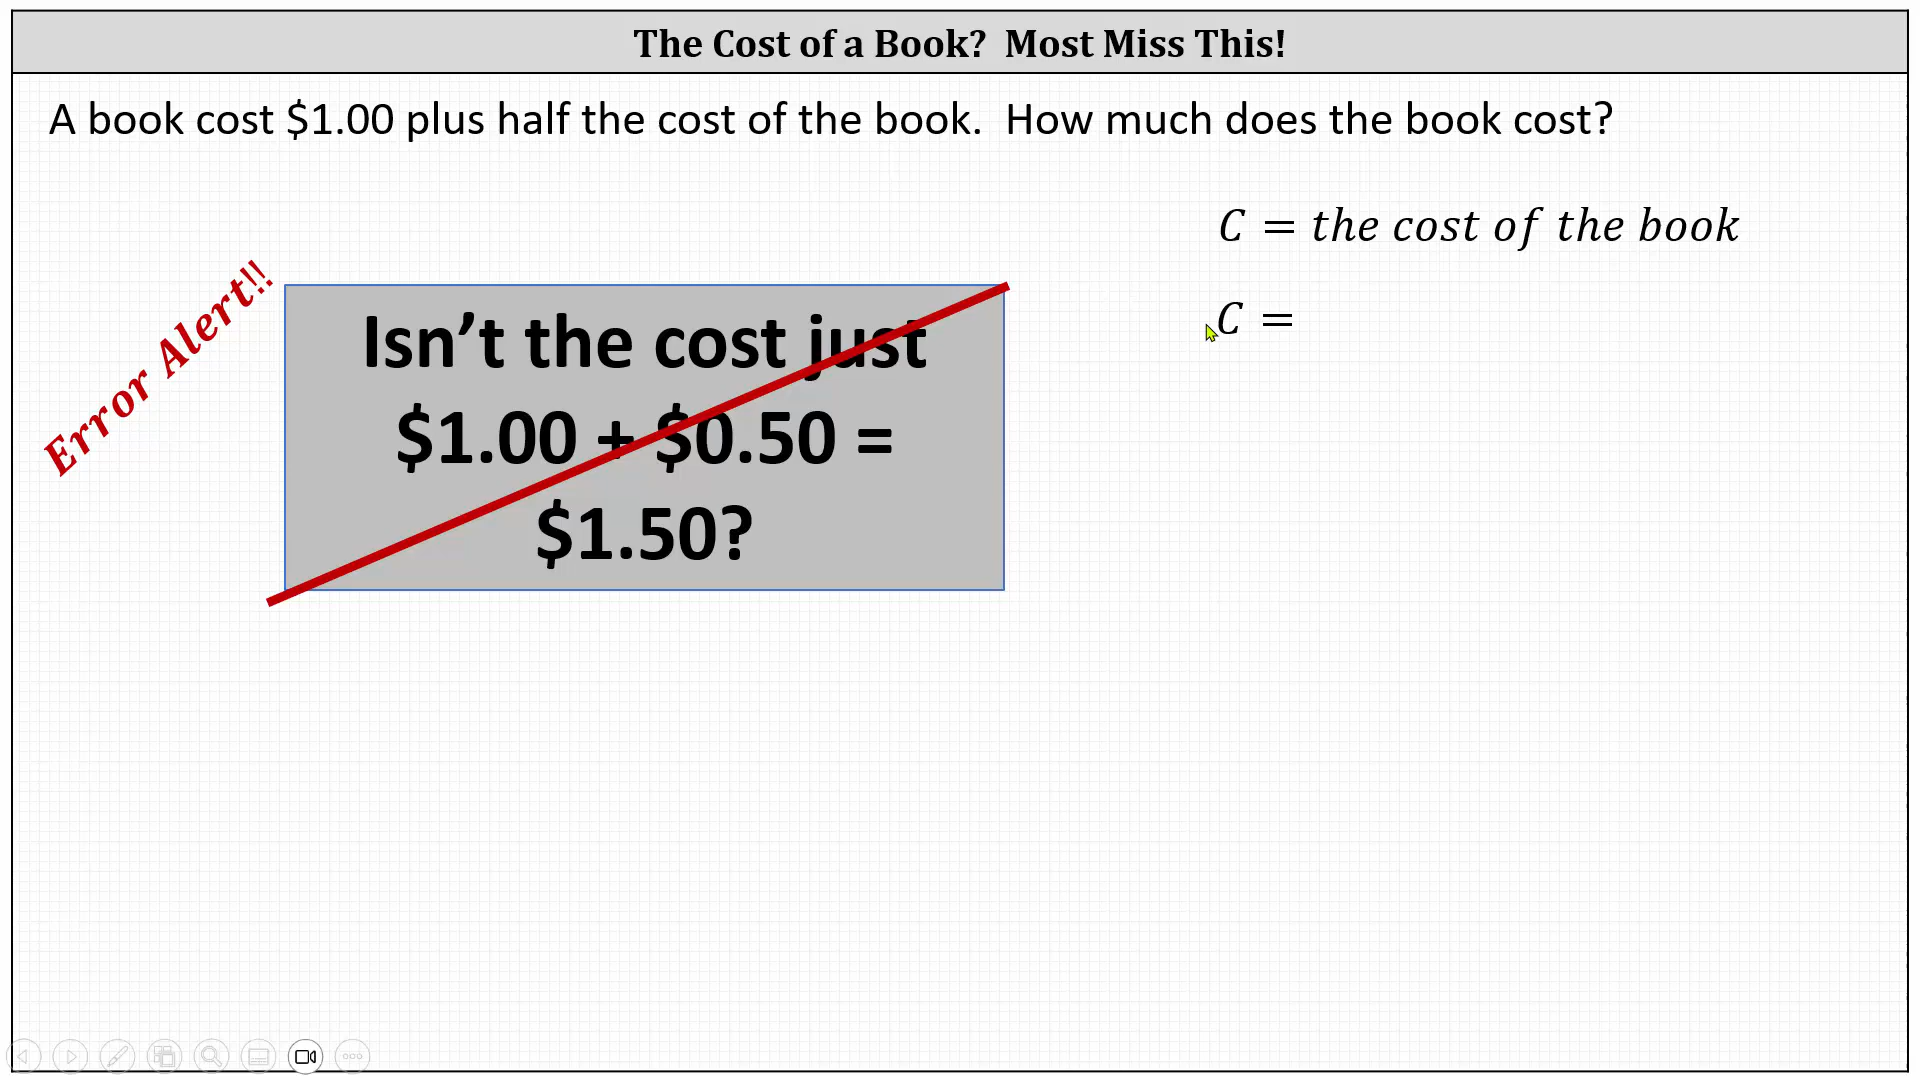 The Cost of a Book?  Most Miss This!
A book cost $1.00 plus half the cost of the book.  How much does the book cost?
C = the cost of the book
C =
Error Alert!!
Isn’t the cost just
$1.00 + $0.50 =
$1.50?